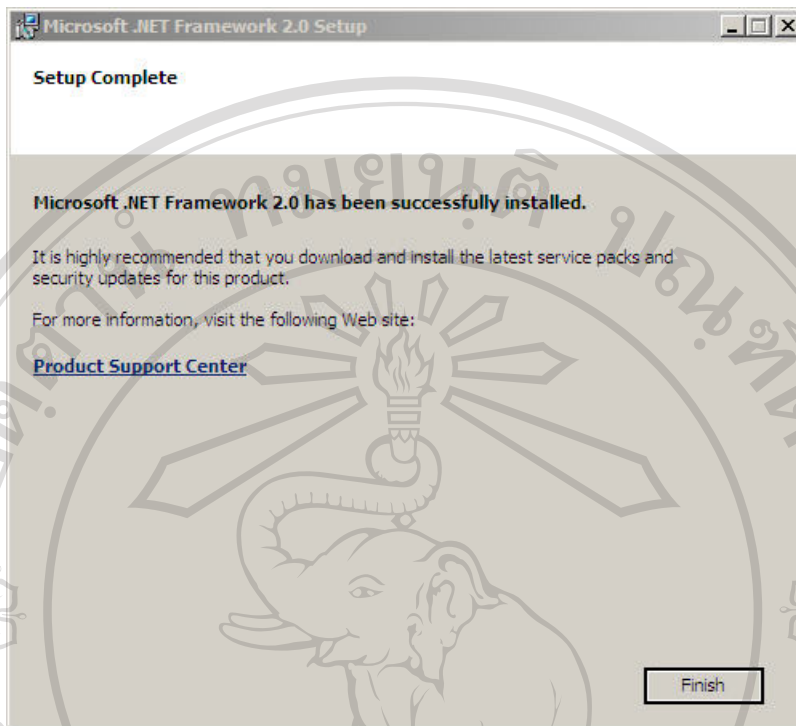 Microsoft .NET Framework 2.0 Setup
Setup Complete
Microsoft .NET Framework 2.0 has been successfully installed.
It is highly recommended that you download and install the latest service packs and
security updates for this product.
For more information, visit the following Web site:
Product Support Center
Finish